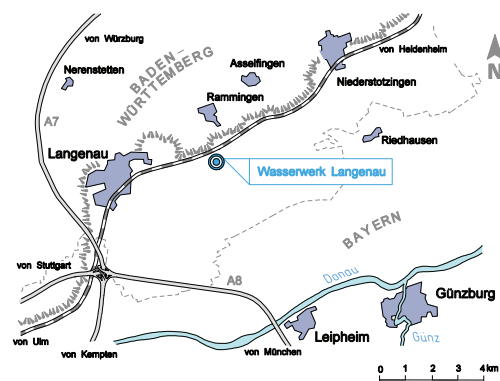 von Würzburg
von Heidenheim
N
Nerenstetten
Asselfingen
BADEN-
WÜRTTEMBERG
Niederstotzingen
Rammingen
A7
Riedhausen
Langenau
Wasserwerk Langenau
BAYERN
von Stuttgart
A8
Donau
Günzburg
Leipheim
Günz
von Ulm
von Kempten
von München
0 1 2 3 4 km